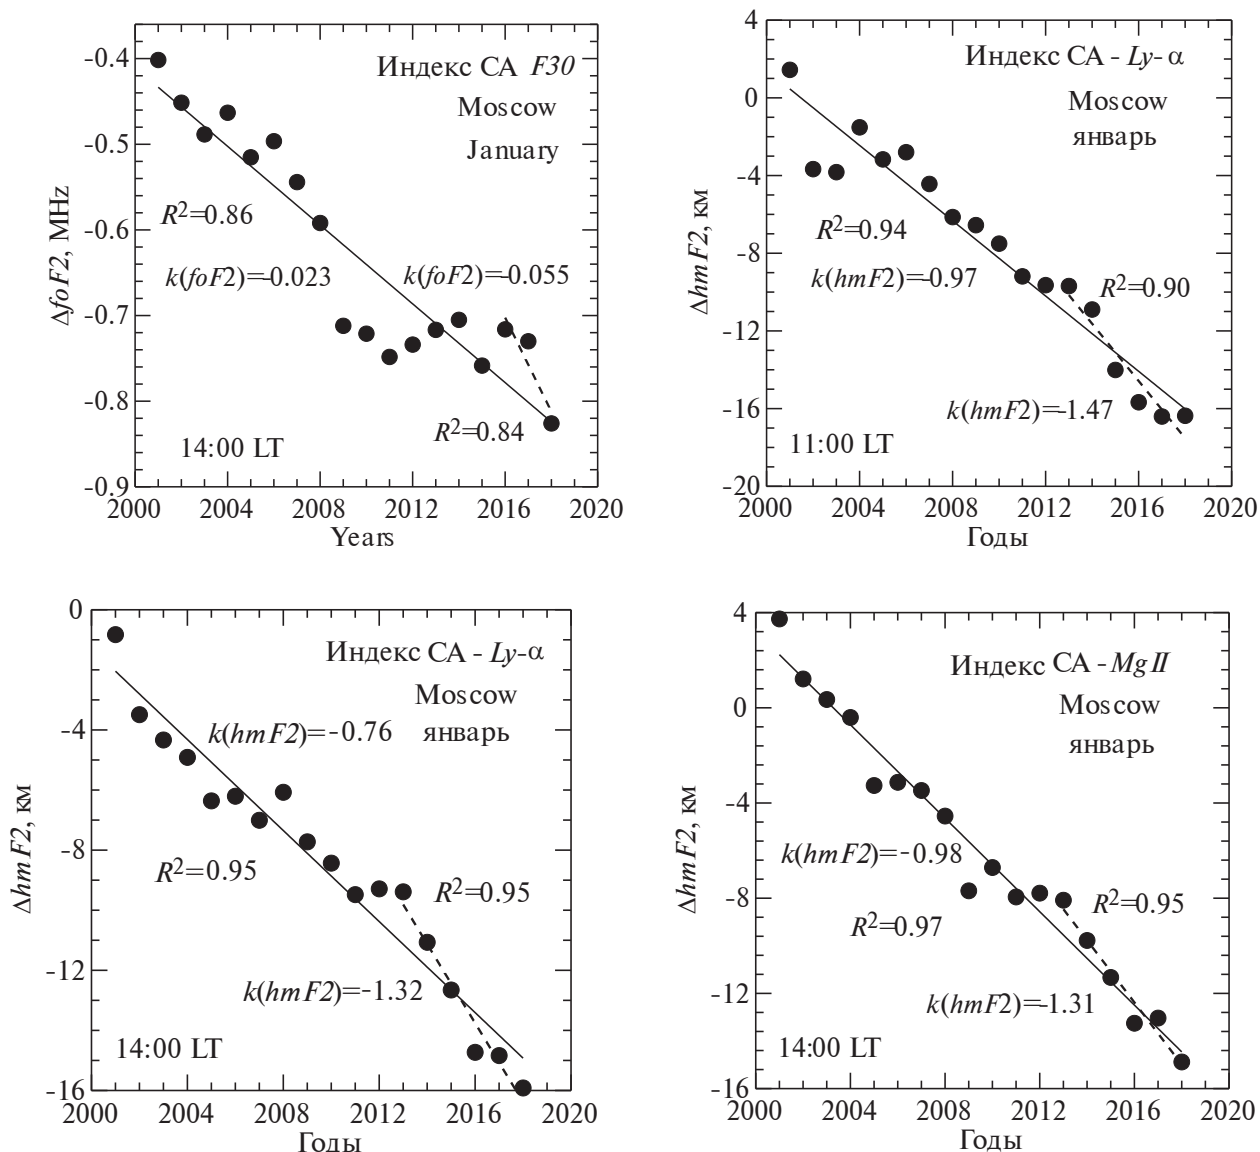 Индекс СА F30
Moscow
January
ΔfoF2, MHz
-0.4
-0.5
-0.6
-0.7
-0.8
-0.9
R²=0.86
k(foF2)=-0.023
k(foF2)=-0.055
R²=0.84
14:00 LT
2000 2004 2008 2012 2016 2020
Years
Индекс СА - Ly-α
Moscow
январь
ΔhmF2, км
4
0
-4
-8
-12
-16
-20
R²=0.94
k(hmF2)=-0.97
R²=0.90
k(hmF2)=-1.47
11:00 LT
2000 2004 2008 2012 2016 2020
Годы
Индекс СА - Ly-α
Moscow
январь
ΔhmF2, км
0
-4
-8
-12
-16
k(hmF2)=-0.76
R²=0.95
R²=0.95
k(hmF2)=-1.32
14:00 LT
2000 2004 2008 2012 2016 2020
Годы
Индекс СА - Mg II
Moscow
январь
ΔhmF2, км
4
0
-4
-8
-12
-16
k(hmF2)=-0.98
R²=0.97
R²=0.95
k(hmF2)=-1.31
14:00 LT
2000 2004 2008 2012 2016 2020
Годы